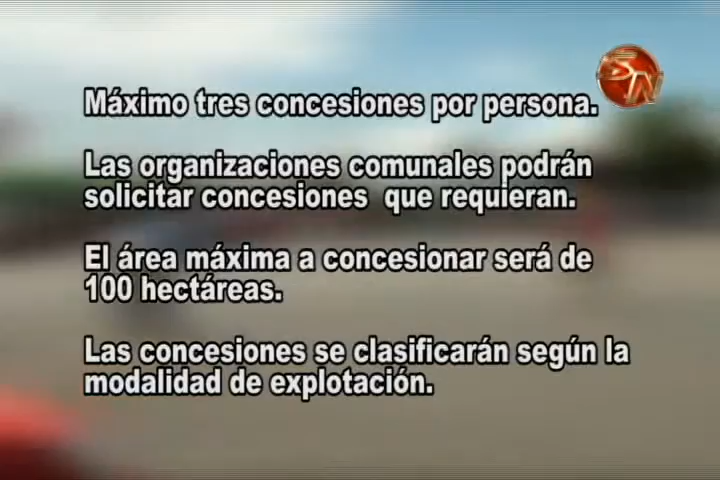 SN
Máximo tres concesiones por persona.
Las organizaciones comunales podrán
solicitar concesiones que requieran.
El área máxima a concesionar será de
100 hectáreas.
Las concesiones se clasificarán según la
modalidad de explotación.